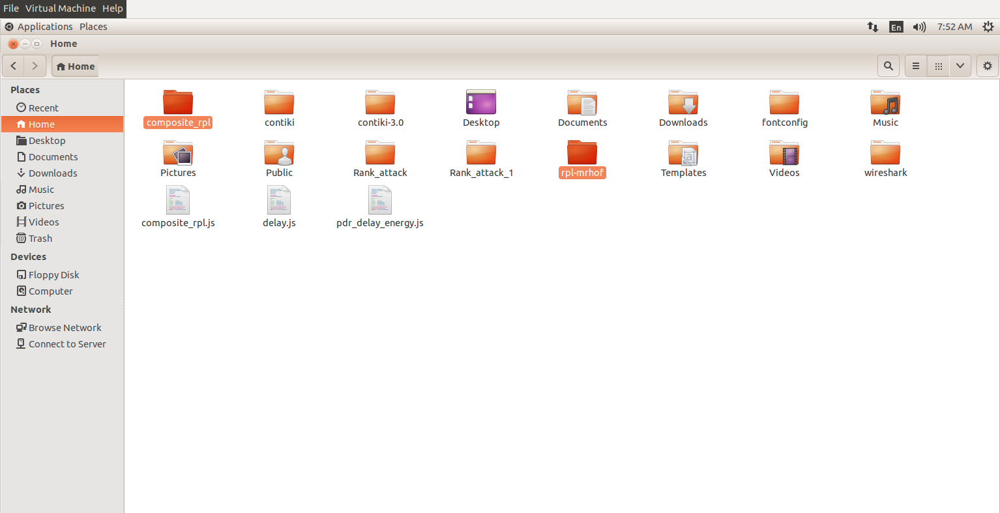 File Virtual Machine Help
Applications Places En 7:52 AM
Home
Home
Places
Recent
Home
Desktop
Documents
Downloads
Music
Pictures
Videos
Trash
Devices
Floppy Disk
Computer
Network
Browse Network
Connect to Server
composite_rpl contiki contiki-3.0 Desktop Documents Downloads fontconfig Music
Pictures Public Rank_attack Rank_attack_1 rpl-mrhof Templates Videos wireshark
composite_rpl.js delay.js pdr_delay_energy.js